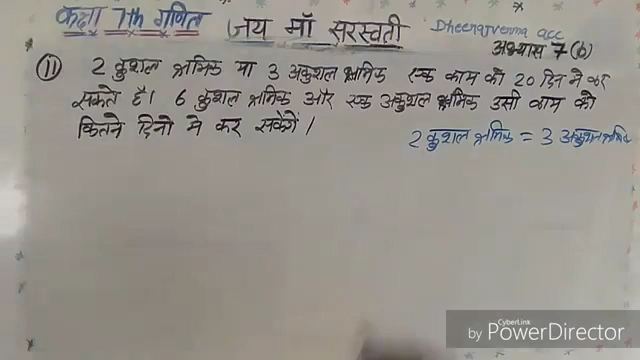 कक्षा 7th गणित
जय माँ सरस्वती
Dheerajverma acc
अभ्यास 7(b)
(11) 2 कुशल श्रमिक या 3 अकुशल श्रमिक एक काम को 20 दिन मे कर
सकते है। 6 कुशल श्रमिक और एक अकुशल श्रमिक उसी काम को
कितने दिनो मे कर सकेगें।
2 कुशल श्रमिक = 3 अकुशल श्रमिक
CyberLink
by PowerDirector